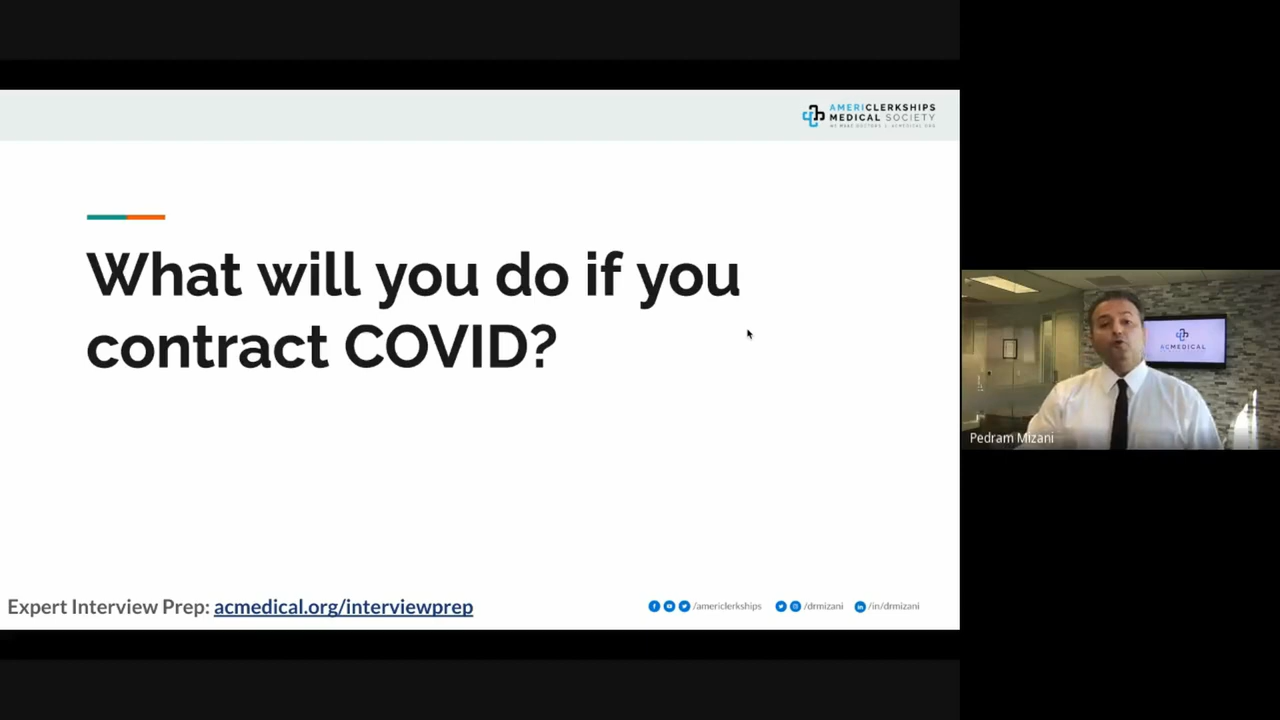 AMERICLERKSHIPS
MEDICAL SOCIETY
What will you do if you
contract COVID?
ACMEDICAL
Pedram Mizani
Expert Interview Prep: acmedical.org/interviewprep
/americlerkships /drmizani /in/drmizani